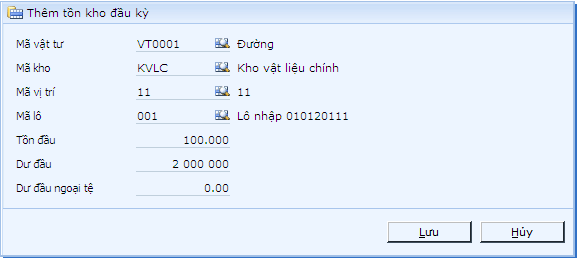 Thêm tồn kho đầu kỳ
Mã vật tư VT0001 Đường
Mã kho KVLC Kho vật liệu chính
Mã vị trí 11 11
Mã lô 001 Lô nhập 010120111
Tồn đầu 100.000
Dư đầu 2 000 000
Dư đầu ngoại tệ 0.00
Lưu Hủy